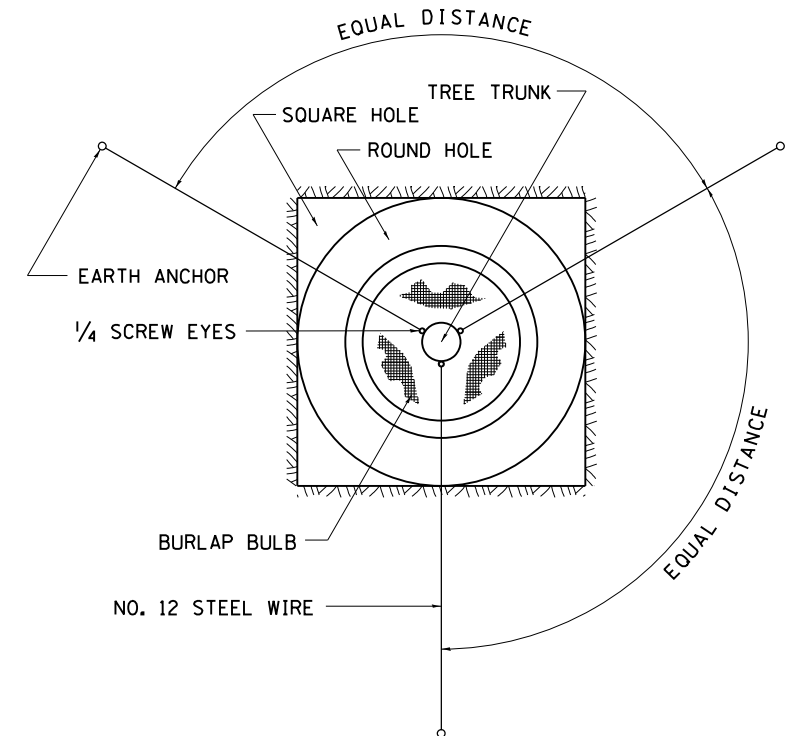 EQUAL DISTANCE
TREE TRUNK
SQUARE HOLE
ROUND HOLE
EARTH ANCHOR
1/4 SCREW EYES
EQUAL DISTANCE
BURLAP BULB
NO. 12 STEEL WIRE